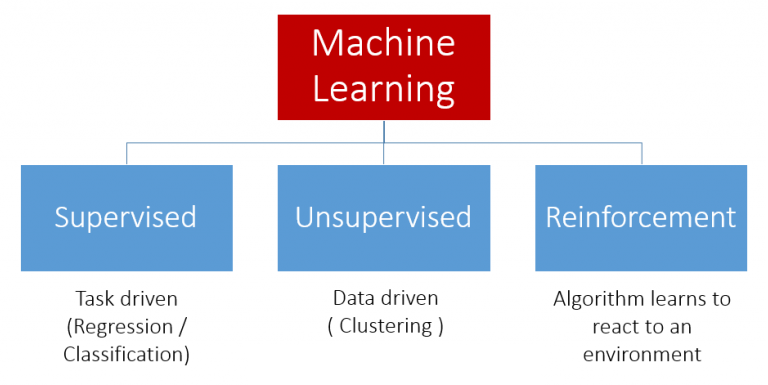 Machine
Learning
Supervised
Unsupervised
Reinforcement
Task driven
(Regression /
Classification)
Data driven
( Clustering )
Algorithm learns to
react to an
environment